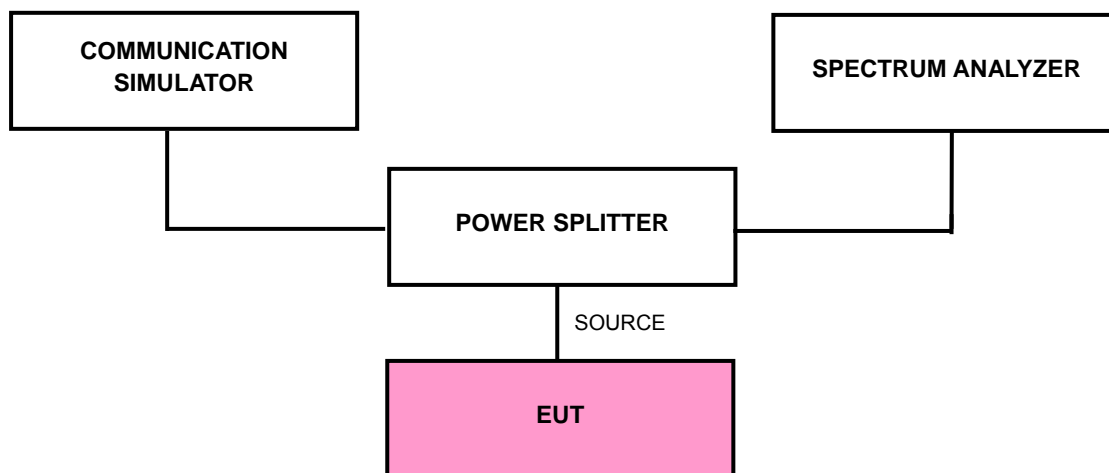 COMMUNICATION
SIMULATOR
SPECTRUM ANALYZER
POWER SPLITTER
SOURCE
EUT